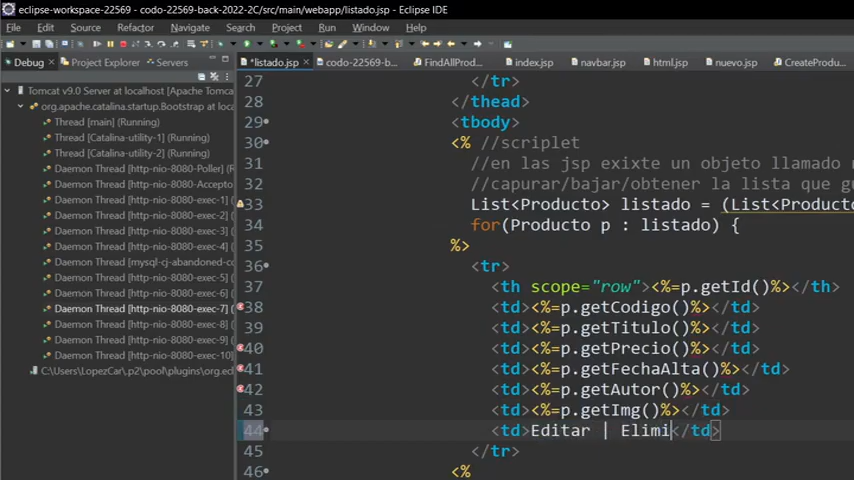 eclipse-workspace-22569 - codo-22569-back-2022-2C/src/main/webapp/listado.jsp - Eclipse IDE
File Edit Source Refactor Navigate Search Project Run Window Help
Debug Project Explorer Servers
*listado.jsp codo-22569-b... FindAllProd... index.jsp navbar.jsp html.jsp nuevo.jsp CreateProdu...
Tomcat v9.0 Server at localhost [Apache Tomca
org.apache.catalina.startup.Bootstrap at loca
Thread [main] (Running)
Thread [Catalina-utility-1] (Running)
Thread [Catalina-utility-2] (Running)
Daemon Thread [http-nio-8080-Poller] (R
Daemon Thread [http-nio-8080-Accepto
Daemon Thread [http-nio-8080-exec-1] (
Daemon Thread [http-nio-8080-exec-2] (
Daemon Thread [http-nio-8080-exec-3] (
Daemon Thread [http-nio-8080-exec-4] (
Daemon Thread [mysql-cj-abandoned-c
Daemon Thread [http-nio-8080-exec-5] (
Daemon Thread [http-nio-8080-exec-6] (
Daemon Thread [http-nio-8080-exec-7] (
Daemon Thread [http-nio-8080-exec-8] (
Daemon Thread [http-nio-8080-exec-9] (
Daemon Thread [http-nio-8080-exec-10]
C:\Users\LopezCar\.p2\pool\plugins\org.ed
27 </tr>
28 </thead>
29 <tbody>
30 <% //scriplet
31 //en las jsp exixte un objeto llamado
32 //capurar/bajar/obtener la lista que gu
33 List<Producto> listado = (List<Producto
34 for(Producto p : listado) {
35 %>
36 <tr>
37 <th scope="row"><%=p.getId()%></th>
38 <td><%=p.getCodigo()%></td>
39 <td><%=p.getTitulo()%></td>
40 <td><%=p.getPrecio()%></td>
41 <td><%=p.getFechaAlta()%></td>
42 <td><%=p.getAutor()%></td>
43 <td><%=p.getImg()%></td>
44 <td>Editar | Elimi</td>
45 </tr>
46 <%